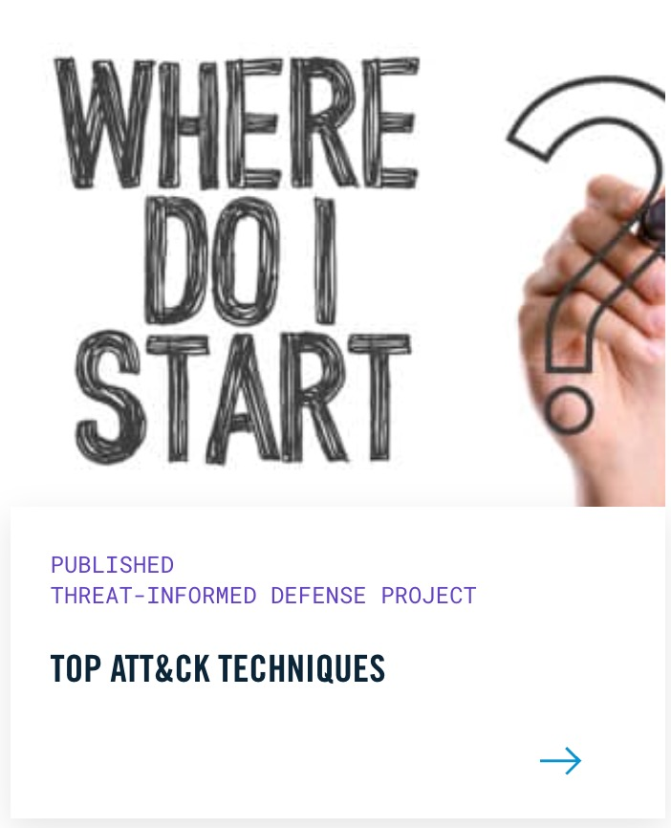 WHERE
DO I
START
?
PUBLISHED
THREAT-INFORMED DEFENSE PROJECT
TOP ATT&CK TECHNIQUES